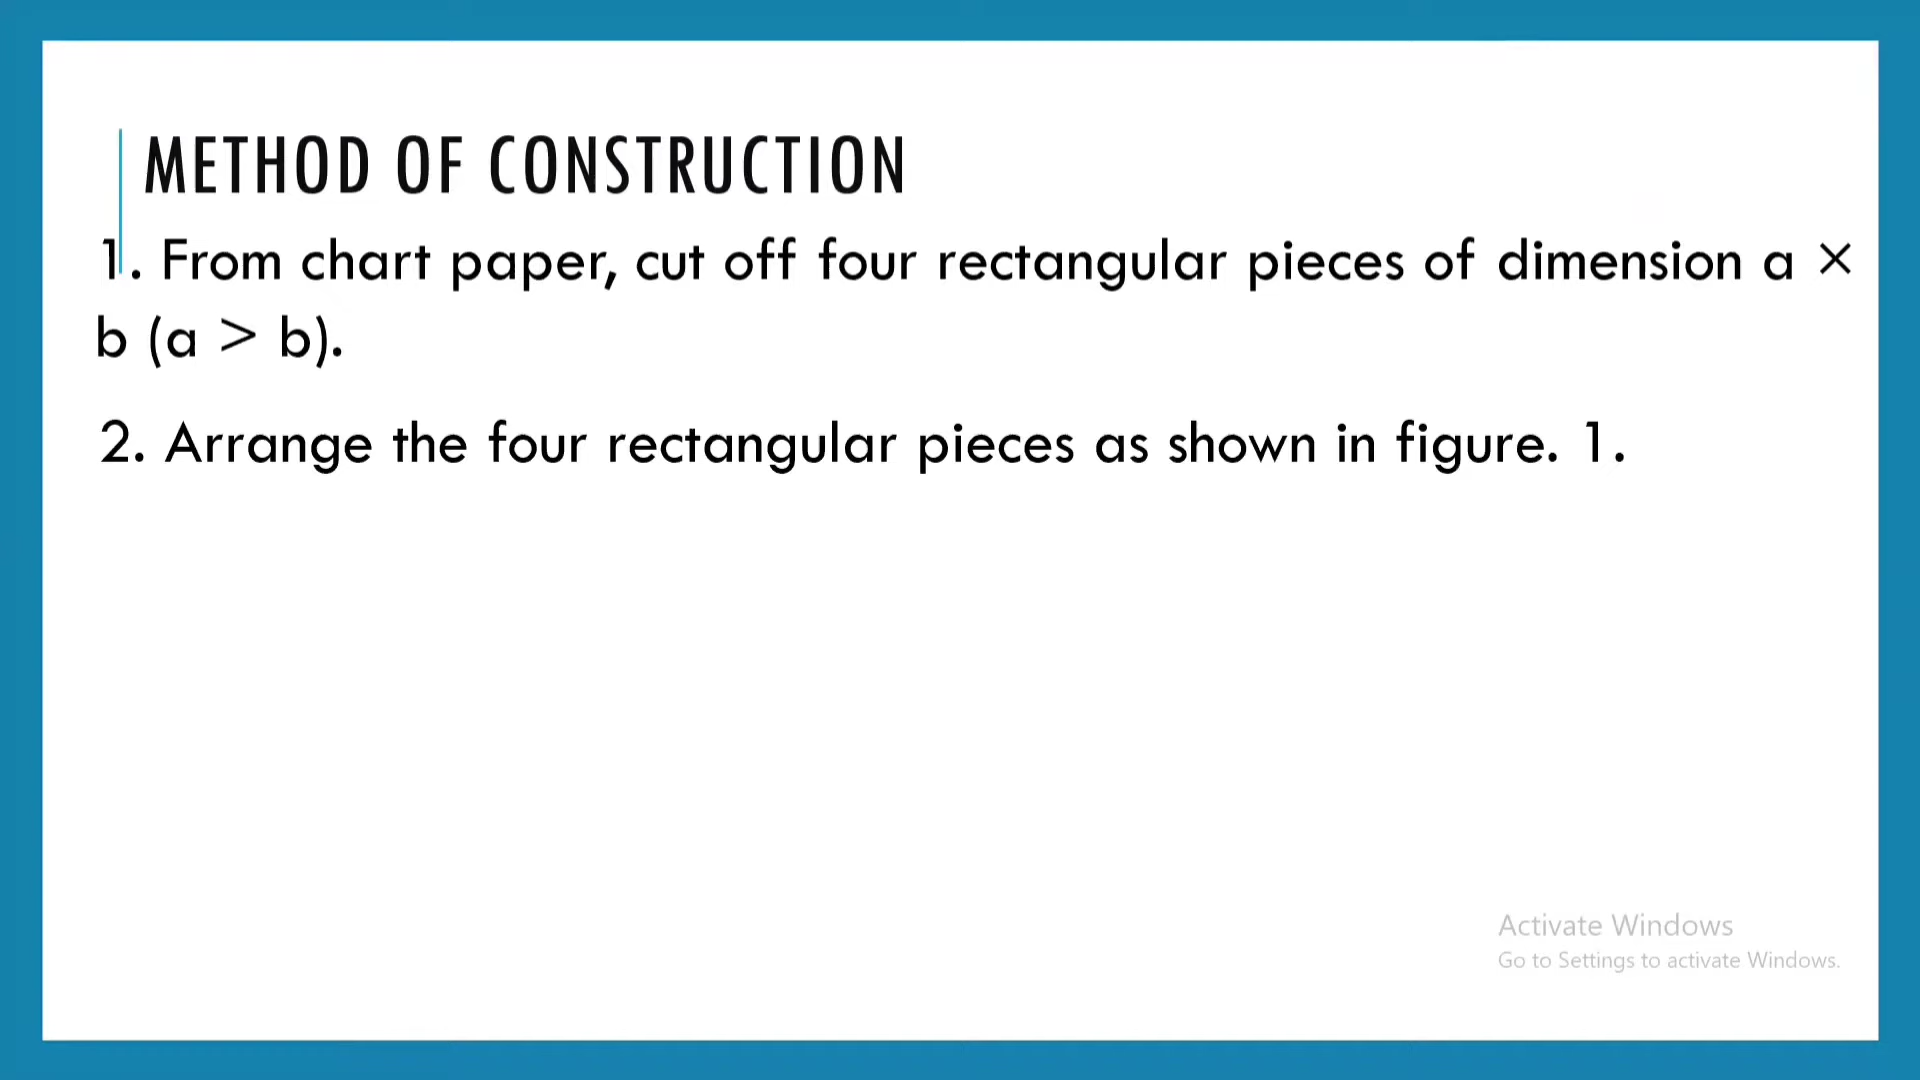 METHOD OF CONSTRUCTION
1. From chart paper, cut off four rectangular pieces of dimension a ×
b (a > b).
2. Arrange the four rectangular pieces as shown in figure. 1.
Activate Windows
Go to Settings to activate Windows.